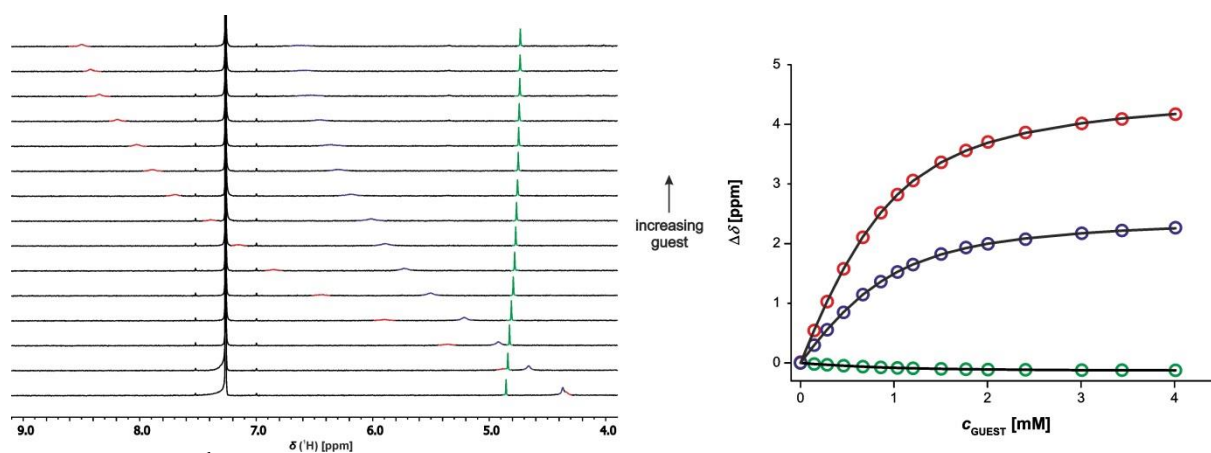 9.0 8.0 7.0 6.0 5.0 4.0
δ (¹H) [ppm]
increasing
guest
5
4
3
2
1
0
Δδ [ppm]
0 1 2 3 4
c_GUEST [mM]